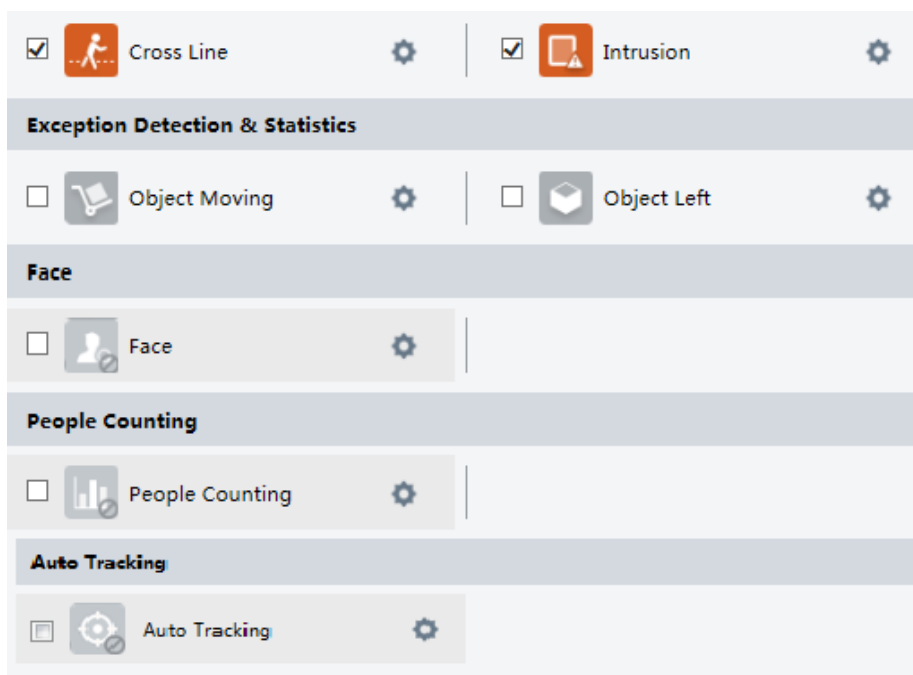 Cross Line
Intrusion
Exception Detection & Statistics
Object Moving
Object Left
Face
Face
People Counting
People Counting
Auto Tracking
Auto Tracking